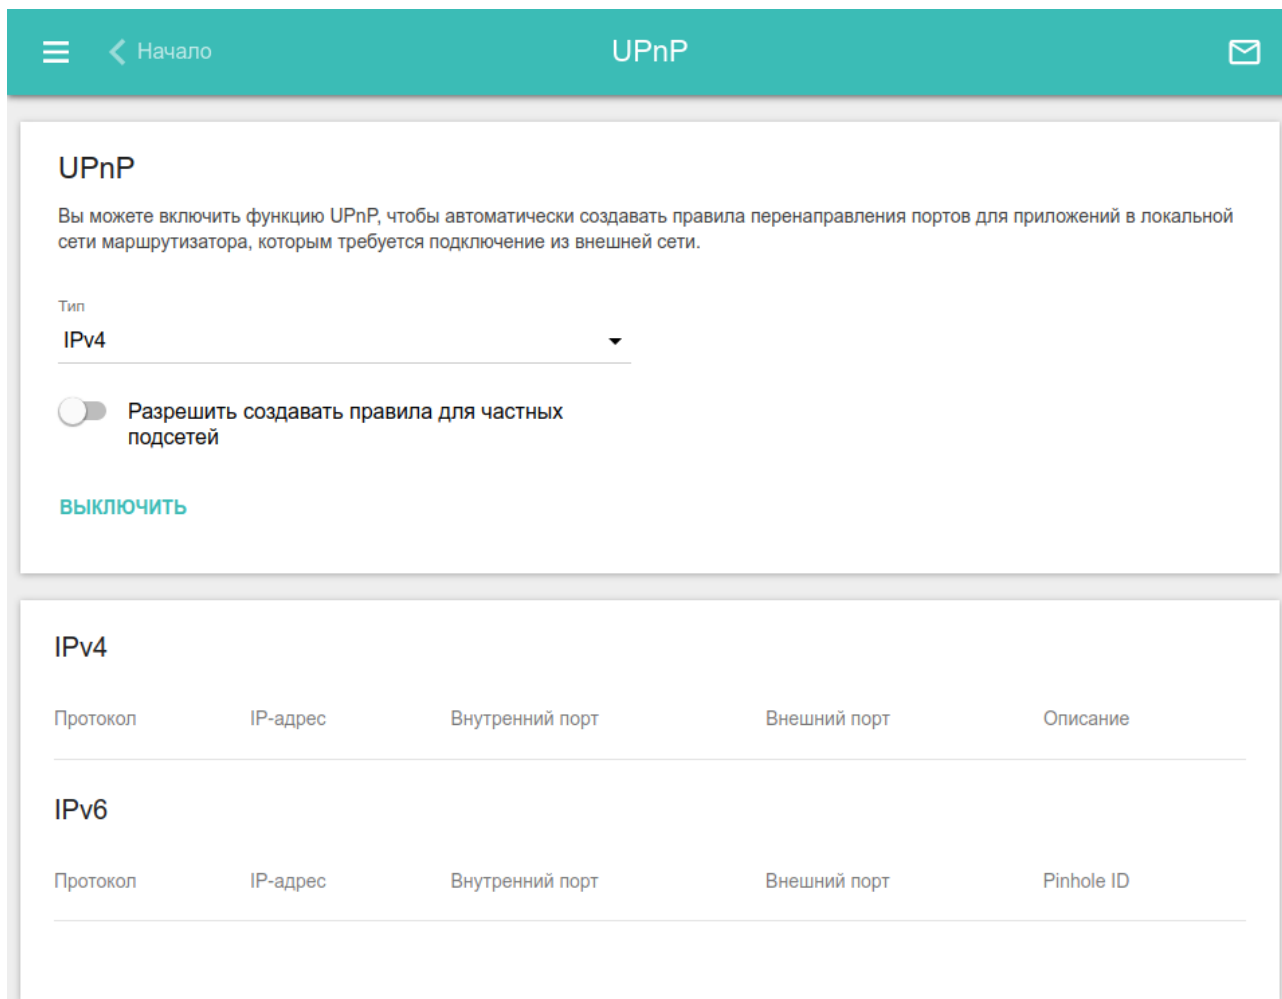 Начало
UPnP
UPnP
Вы можете включить функцию UPnP, чтобы автоматически создавать правила перенаправления портов для приложений в локальной
сети маршрутизатора, которым требуется подключение из внешней сети.
Тип
IPv4
Разрешить создавать правила для частных
подсетей
ВЫКЛЮЧИТЬ
IPv4
Протокол IP-адрес Внутренний порт Внешний порт Описание
IPv6
Протокол IP-адрес Внутренний порт Внешний порт Pinhole ID